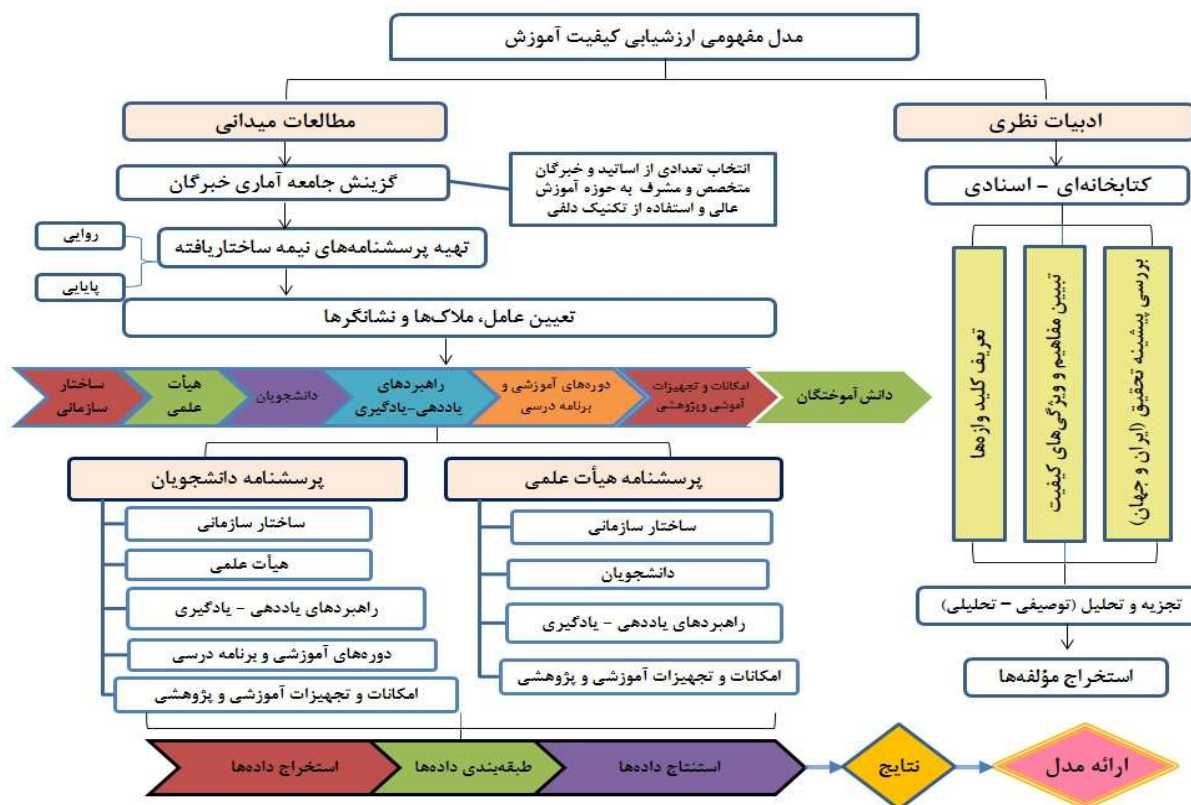 مدل مفهومی ارزشیابی کیفیت آموزش
ادبیات نظری
مطالعات میدانی
کتابخانه‌ای - اسنادی
بررسی پیشینه تحقیق (ایران و جهان)
تبیین مفاهیم و ویژگی‌های کیفیت
تعریف کلید واژه‌ها
تجزیه و تحلیل (توصیفی - تحلیلی)
استخراج مؤلفه‌ها
گزینش جامعه آماری خبرگان
انتخاب تعدادی از اساتید و خبرگان
متخصص و مشرف به حوزه آموزش
عالی و استفاده از تکنیک دلفی
تهیه پرسشنامه‌های نیمه ساختاریافته
روایی
پایایی
تعیین عامل، ملاک‌ها و نشانگرها
دانش‌آموختگان
امکانات و تجهیزات
آموشی وپژوهشی
دوره‌های آموزشی و
برنامه درسی
راهبردهای
یاددهی-یادگیری
دانشجویان
هیأت
علمی
ساختار
سازمانی
پرسشنامه هیأت علمی
ساختار سازمانی
دانشجویان
راهبردهای یاددهی - یادگیری
امکانات و تجهیزات آموزشی و پژوهشی
پرسشنامه دانشجویان
ساختار سازمانی
هیأت علمی
راهبردهای یاددهی - یادگیری
دوره‌های آموزشی و برنامه درسی
امکانات و تجهیزات آموزشی و پژوهشی
استخراج داده‌ها
طبقه‌بندی داده‌ها
استنتاج داده‌ها
نتایج
ارائه مدل